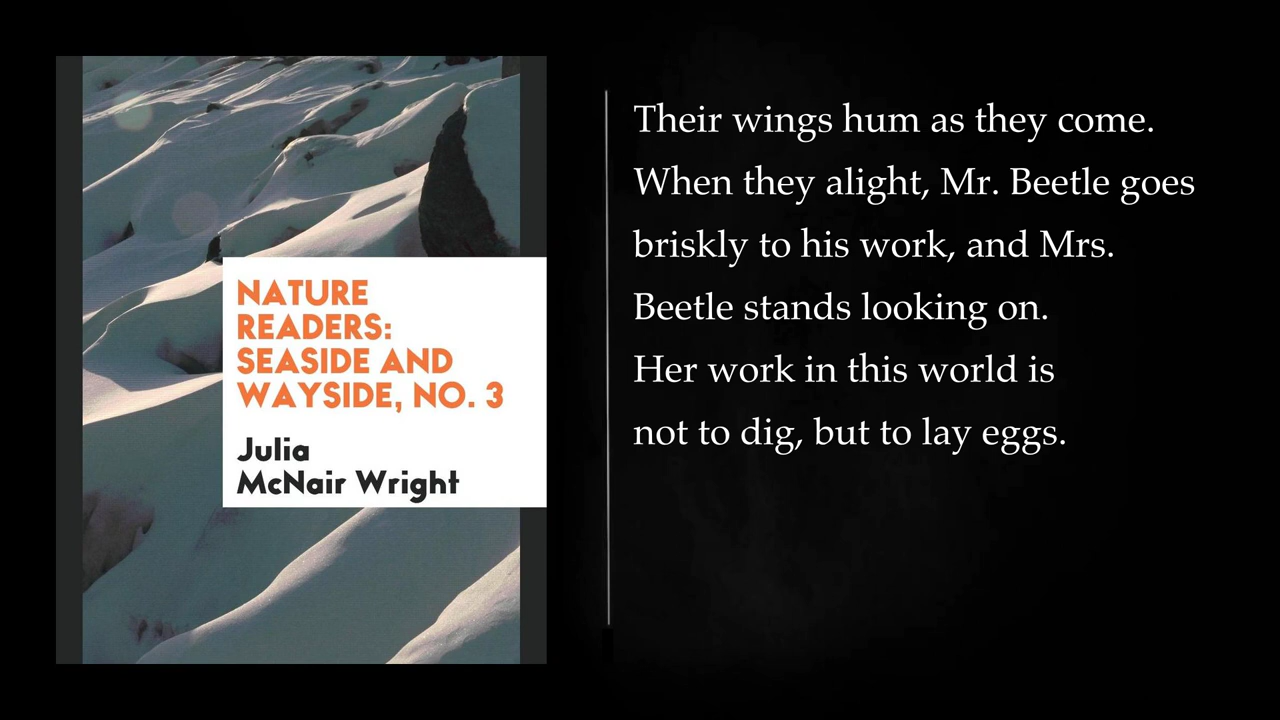 NATURE
READERS:
SEASIDE AND
WAYSIDE, NO. 3
Julia
McNair Wright
Their wings hum as they come.
When they alight, Mr. Beetle goes
briskly to his work, and Mrs.
Beetle stands looking on.
Her work in this world is
not to dig, but to lay eggs.